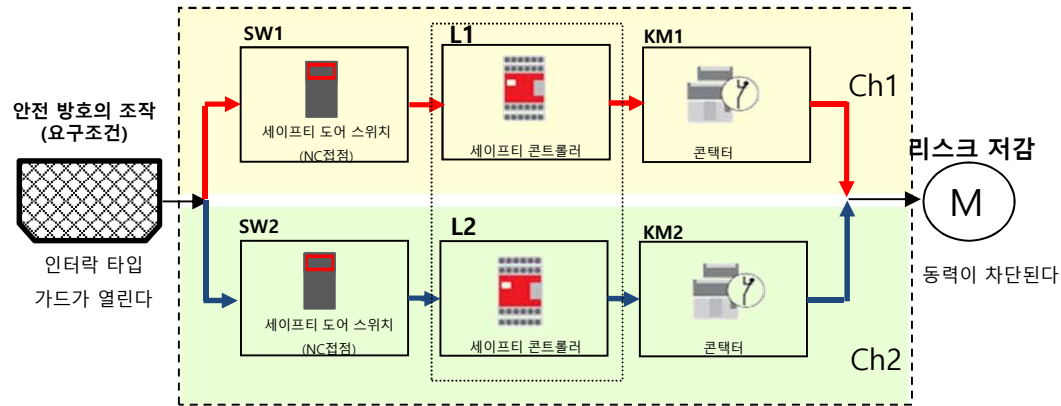 안전 방호의 조작
(요구조건)
인터락 타입
가드가 열린다
SW1
세이프티 도어 스위치
(NC접점)
L1
세이프티 콘트롤러
KM1
콘택터
Ch1
SW2
세이프티 도어 스위치
(NC접점)
L2
세이프티 콘트롤러
KM2
콘택터
Ch2
리스크 저감
M
동력이 차단된다